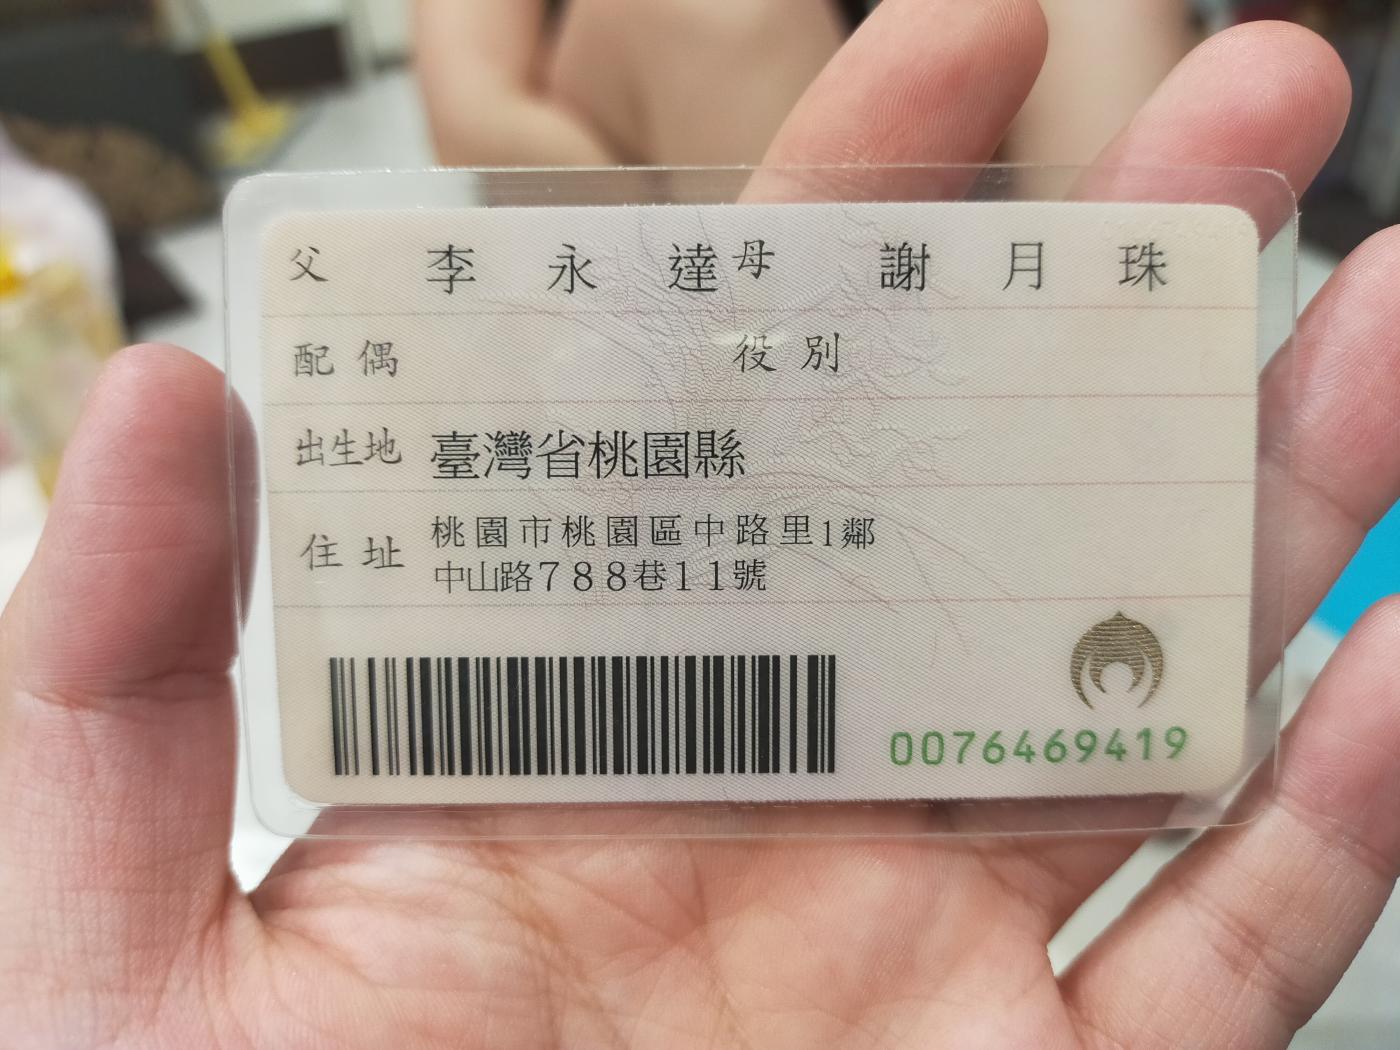 父 李永達 母 謝月珠
配偶 役別
出生地 臺灣省桃園縣
住址 桃園市桃園區中路里1鄰
中山路788巷11號
0076469419